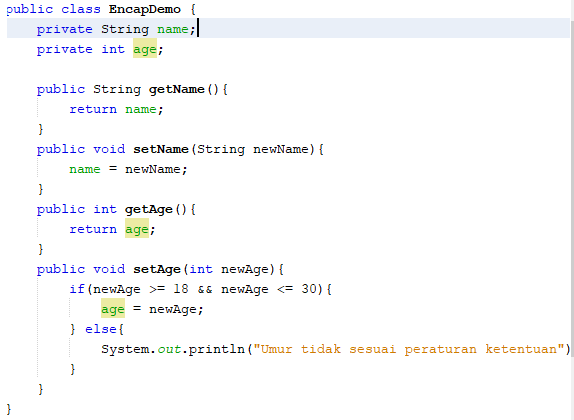 public class EncapDemo {
    private String name;
    private int age;
    public String getName(){
        return name;
    }
    public void setName(String newName){
        name = newName;
    }
    public int getAge(){
        return age;
    }
    public void setAge(int newAge){
        if(newAge >= 18 && newAge <= 30){
            age = newAge;
        } else{
            System.out.println("Umur tidak sesuai peraturan ketentuan")
        }
    }
}